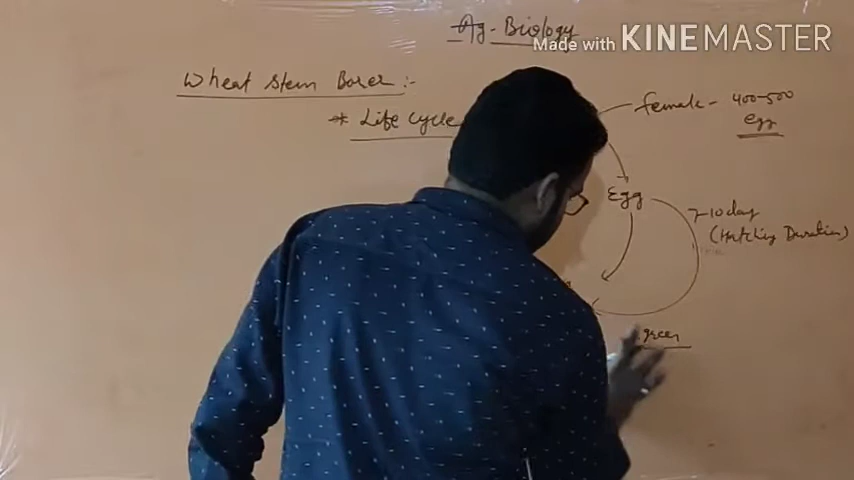 Ag-Biology
Made with KINEMASTER
Wheat Stem Borer :-
* Life Cycle
female - 400-500
egg
Egg
7-10 day
(Hatching Duration)
green